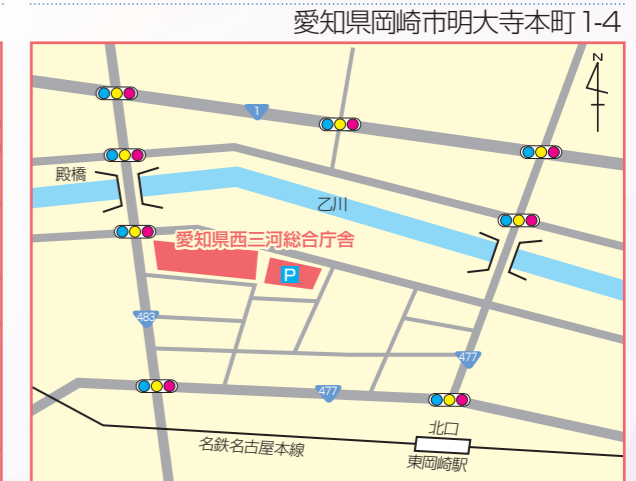 愛知県岡崎市明大寺本町1-4
N
1
殿橋
乙川
愛知県西三河総合庁舎
P
483
477
477
北口
名鉄名古屋本線
東岡崎駅